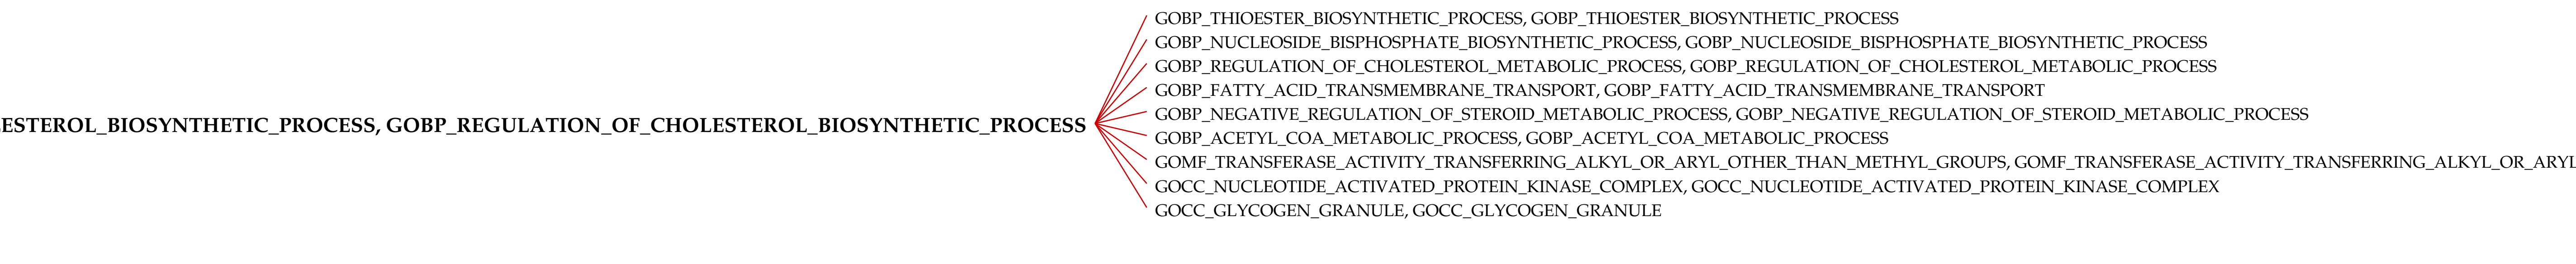 GOBP_THIOESTER_BIOSYNTHETIC_PROCESS, GOBP_THIOESTER_BIOSYNTHETIC_PROCESS
GOBP_NUCLEOSIDE_BISPHOSPHATE_BIOSYNTHETIC_PROCESS, GOBP_NUCLEOSIDE_BISPHOSPHATE_BIOSYNTHETIC_PROCESS
GOBP_REGULATION_OF_CHOLESTEROL_METABOLIC_PROCESS, GOBP_REGULATION_OF_CHOLESTEROL_METABOLIC_PROCESS
GOBP_FATTY_ACID_TRANSMEMBRANE_TRANSPORT, GOBP_FATTY_ACID_TRANSMEMBRANE_TRANSPORT
GOBP_NEGATIVE_REGULATION_OF_STEROID_METABOLIC_PROCESS, GOBP_NEGATIVE_REGULATION_OF_STEROID_METABOLIC_PROCESS
ESTEROL_BIOSYNTHETIC_PROCESS, GOBP_REGULATION_OF_CHOLESTEROL_BIOSYNTHETIC_PROCESS
GOBP_ACETYL_COA_METABOLIC_PROCESS, GOBP_ACETYL_COA_METABOLIC_PROCESS
GOMF_TRANSFERASE_ACTIVITY_TRANSFERRING_ALKYL_OR_ARYL_OTHER_THAN_METHYL_GROUPS, GOMF_TRANSFERASE_ACTIVITY_TRANSFERRING_ALKYL_OR_ARYL
GOCC_NUCLEOTIDE_ACTIVATED_PROTEIN_KINASE_COMPLEX, GOCC_NUCLEOTIDE_ACTIVATED_PROTEIN_KINASE_COMPLEX
GOCC_GLYCOGEN_GRANULE, GOCC_GLYCOGEN_GRANULE